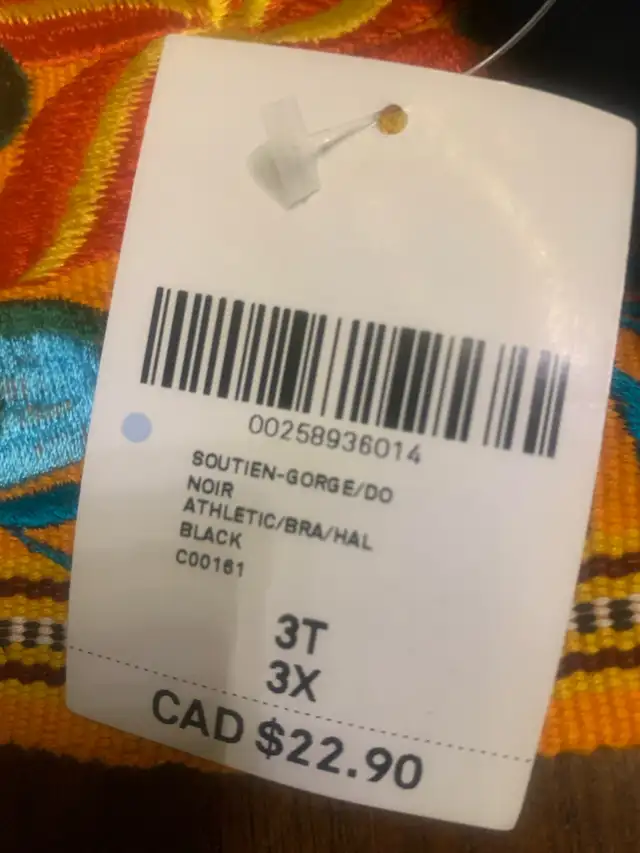 00258936014
SOUTIEN-GORGE/DO
NOIR
ATHLETIC/BRA/HAL
BLACK
C00161
3T
3X
CAD $22.90